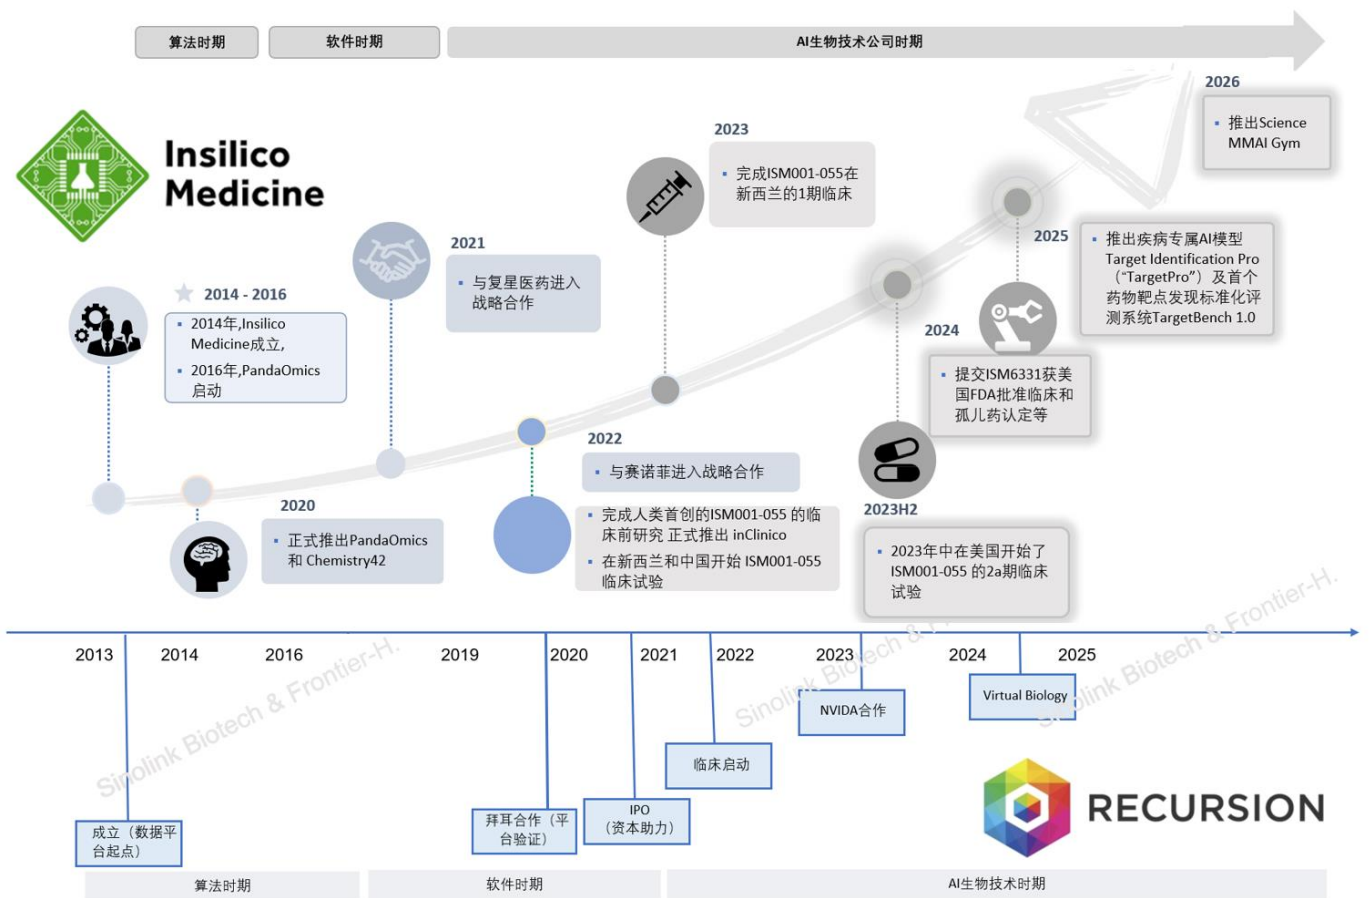 算法时期
软件时期
AI生物技术公司时期
Insilico
Medicine
2014 - 2016
2014年,Insilico
Medicine成立,
2016年,PandaOmics
启动
2020
正式推出PandaOmics
和 Chemistry42
2021
与复星医药进入
战略合作
2022
与赛诺菲进入战略合作
完成人类首创的ISM001-055 的临
床前研究 正式推出 inClinico
在新西兰和中国开始 ISM001-055
临床试验
2023
完成ISM001-055在
新西兰的1期临床
2023H2
2023年中在美国开始了
ISM001-055 的2a期临床
试验
2024
提交ISM6331获美
国FDA批准临床和
孤儿药认定等
2025
推出疾病专属AI模型
Target Identification Pro
（“TargetPro”）及首个
药物靶点发现标准化评
测系统TargetBench 1.0
2026
推出Science
MMAI Gym
2013
2014
2016
2019
2020
2021
2022
2023
2024
2025
成立（数据平
台起点）
拜耳合作（平
台验证）
IPO
（资本助力）
临床启动
NVIDA合作
Virtual Biology
RECURSION
算法时期
软件时期
AI生物技术时期
Sinolink Biotech & Frontier-H.
Sinolink Biotech & Frontier-H.
Sinolink Biotech & Frontier-H.